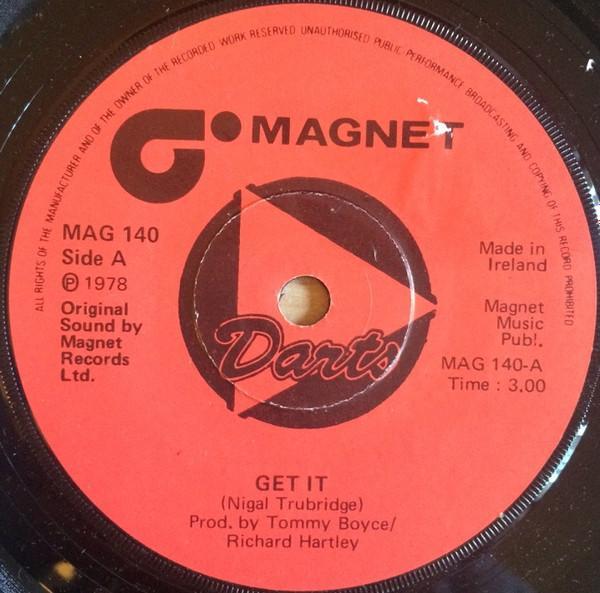 ALL RIGHTS OF THE MANUFACTURER AND OF THE OWNER OF THE RECORDED WORK RESERVED UNAUTHORISED PUBLIC PERFORMANCE BROADCASTING AND COPYING OF THIS RECORD PROHIBITED
MAGNET
MAG 140
Side A
℗ 1978
Original
Sound by
Magnet
Records
Ltd.
Made in
Ireland
Magnet
Music
Publ.
MAG 140-A
Time : 3.00
Darts
GET IT
(Nigal Trubridge)
Prod. by Tommy Boyce/
Richard Hartley